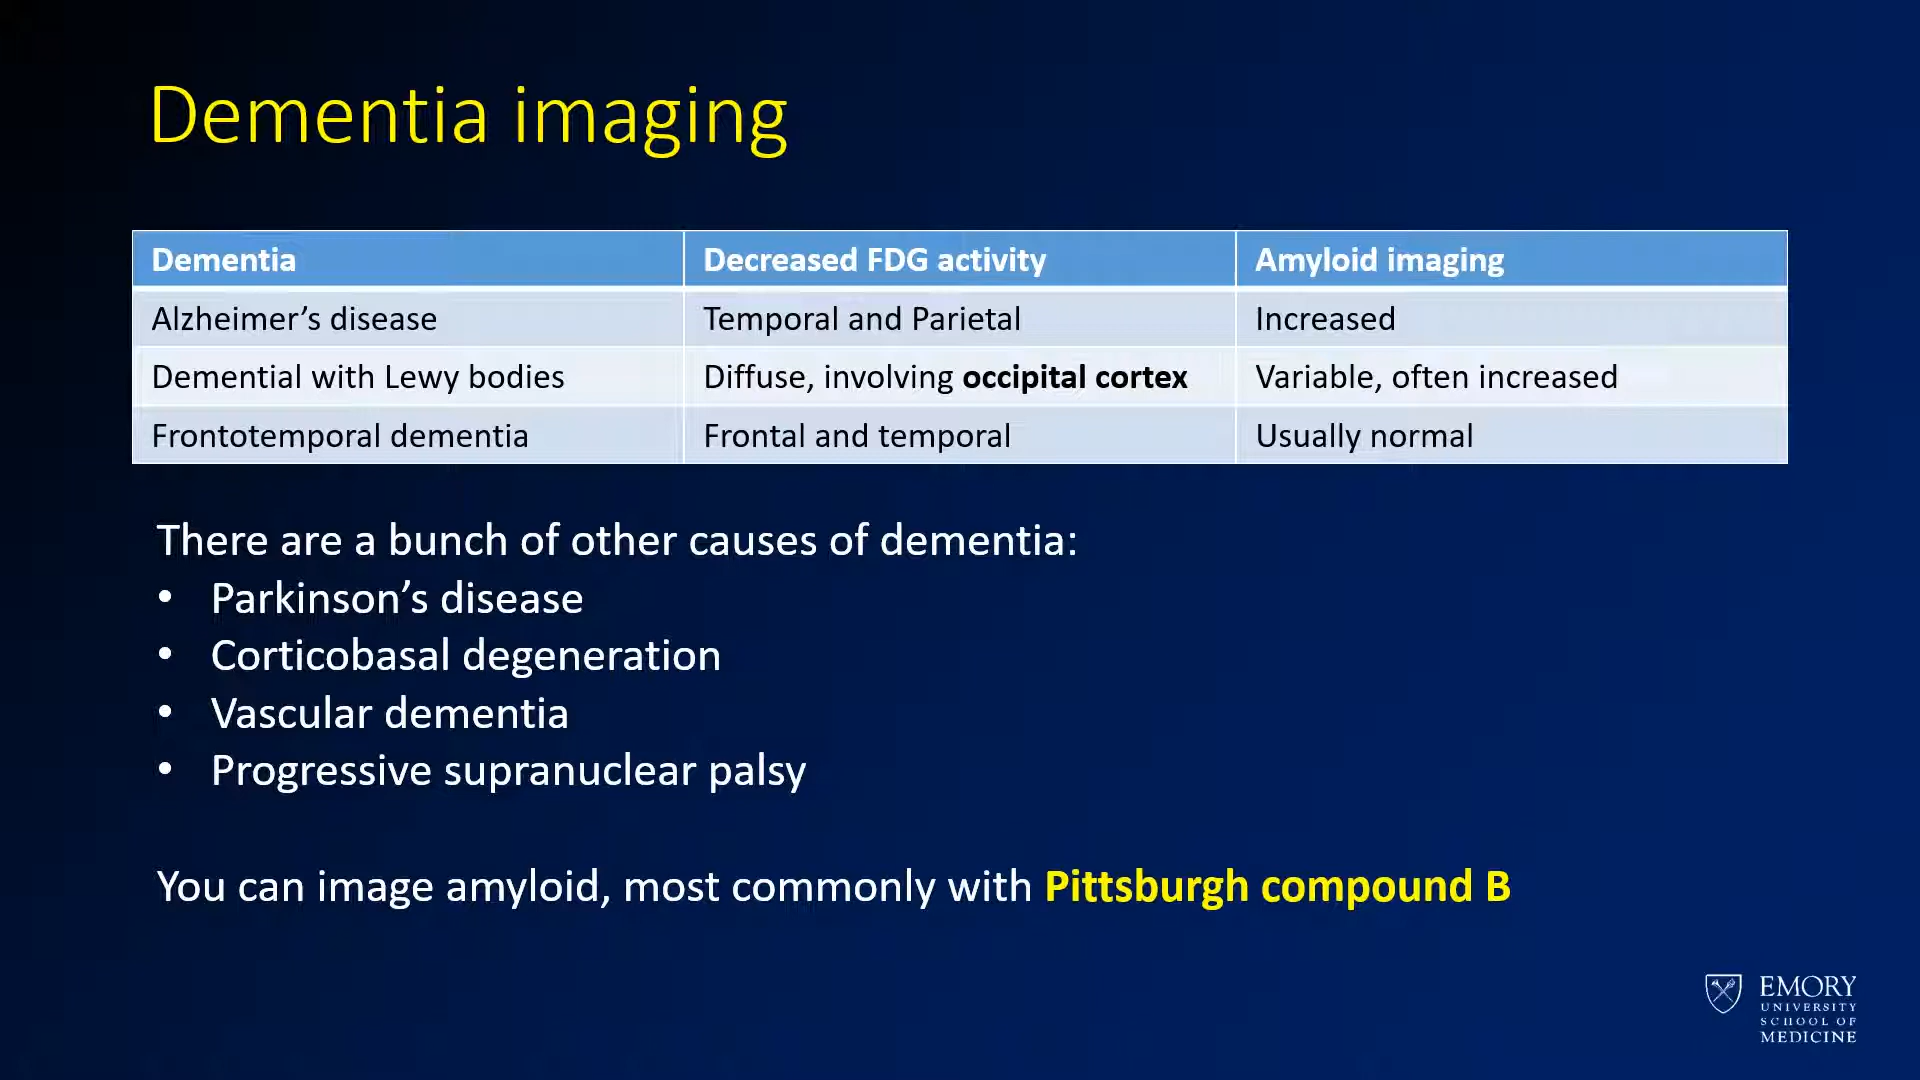 Dementia imaging
Dementia Decreased FDG activity Amyloid imaging
Alzheimer’s disease Temporal and Parietal Increased
Demential with Lewy bodies Diffuse, involving occipital cortex Variable, often increased
Frontotemporal dementia Frontal and temporal Usually normal
There are a bunch of other causes of dementia:
• Parkinson’s disease
• Corticobasal degeneration
• Vascular dementia
• Progressive supranuclear palsy
You can image amyloid, most commonly with Pittsburgh compound B
EMORY
UNIVERSITY
SCHOOL OF
MEDICINE